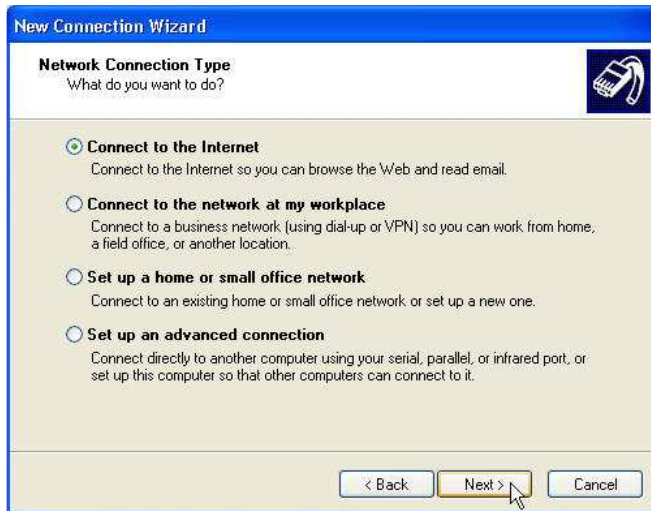 New Connection Wizard
Network Connection Type
What do you want to do?
Connect to the Internet
Connect to the Internet so you can browse the Web and read email.
Connect to the network at my workplace
Connect to a business network (using dial-up or VPN) so you can work from home,
a field office, or another location.
Set up a home or small office network
Connect to an existing home or small office network or set up a new one.
Set up an advanced connection
Connect directly to another computer using your serial, parallel, or infrared port, or
set up this computer so that other computers can connect to it.
< Back Next > Cancel